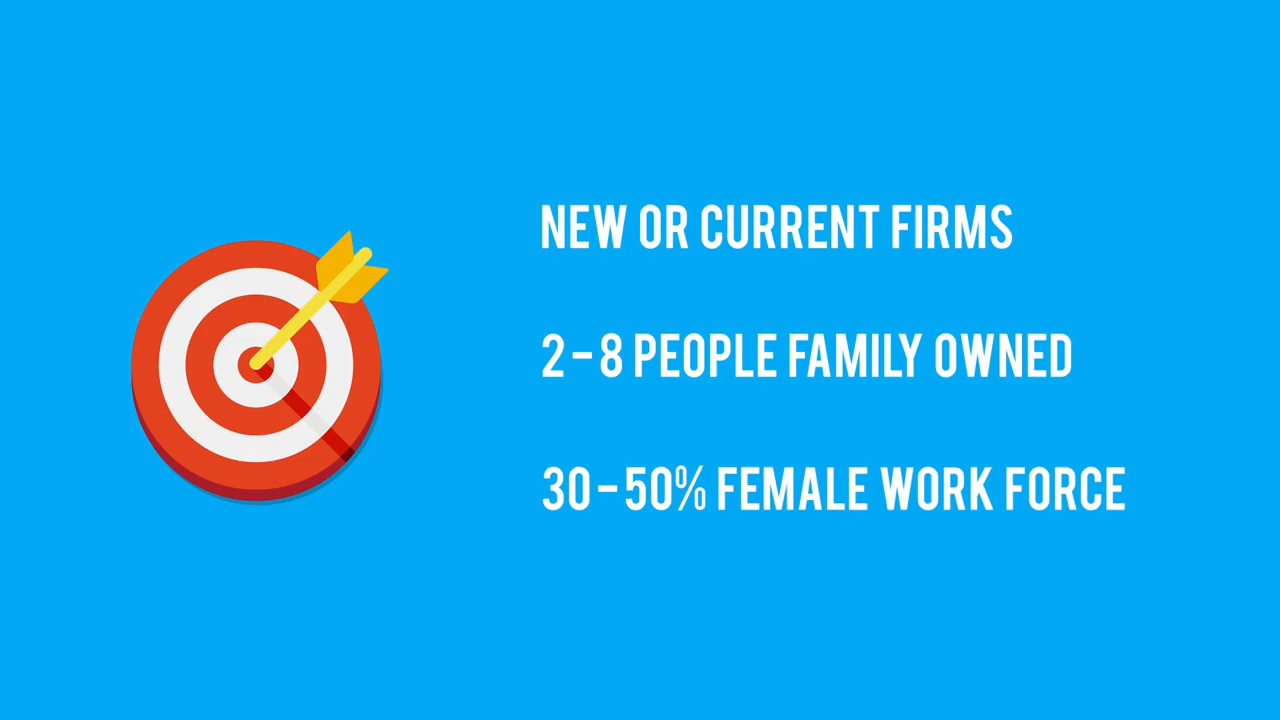 NEW OR CURRENT FIRMS
2-8 PEOPLE FAMILY OWNED
30-50% FEMALE WORK FORCE